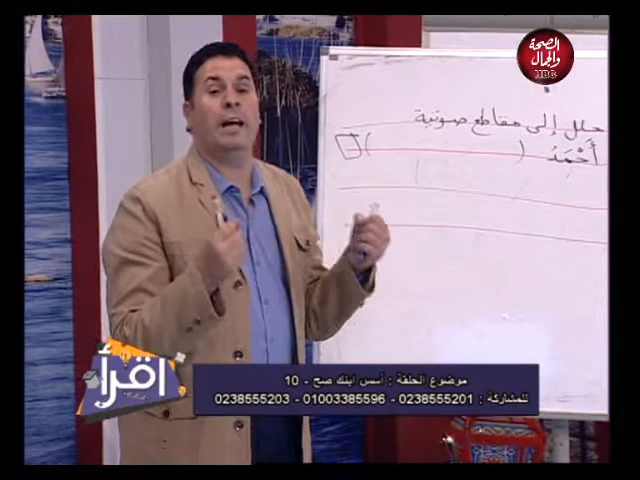 الصحة
والجمال
HBC
حلل إلى مقاطع صوتية
أَحْمَدُ ( )
اقرأ
موضوع الحلقة : أسس ابنك صح - 10
للمشاركة : 0238555201 - 01003385596 - 0238555203